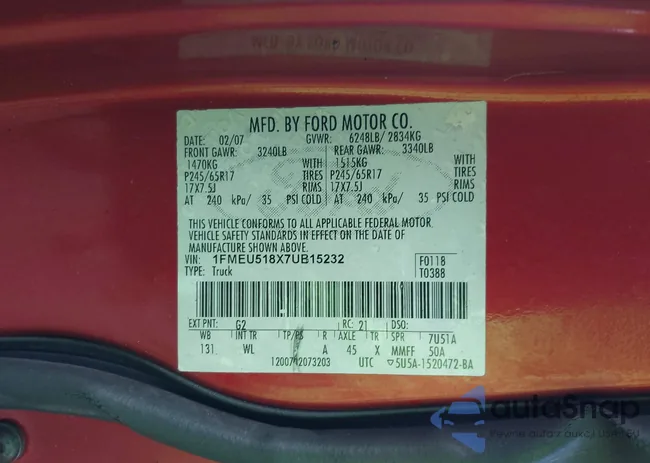 MFD. BY FORD MOTOR CO.
DATE: 02/07 GVWR: 6248LB/ 2834KG
FRONT GAWR: 3240LB REAR GAWR: 3340LB
1470KG WITH 1515KG WITH
P245/65R17 TIRES P245/65R17 TIRES
17X7.5J RIMS 17X7.5J RIMS
AT 240 kPa/ 35 PSI COLD AT 240 kPa/ 35 PSI COLD
THIS VEHICLE CONFORMS TO ALL APPLICABLE FEDERAL MOTOR
VEHICLE SAFETY STANDARDS IN EFFECT ON THE DATE OF
MANUFACTURE SHOWN ABOVE.
VIN: 1FMEU518X7UB15232 F0118
TYPE: Truck T0388
EXT PNT: G2 RC: 21 DSO:
WB INT TR TP/PS R AXLE TR SPR 7U51A
131. WL A 45 X MMFF 50A
1200712073203 UTC ▽5U5A-1520472-BA
autoSnap